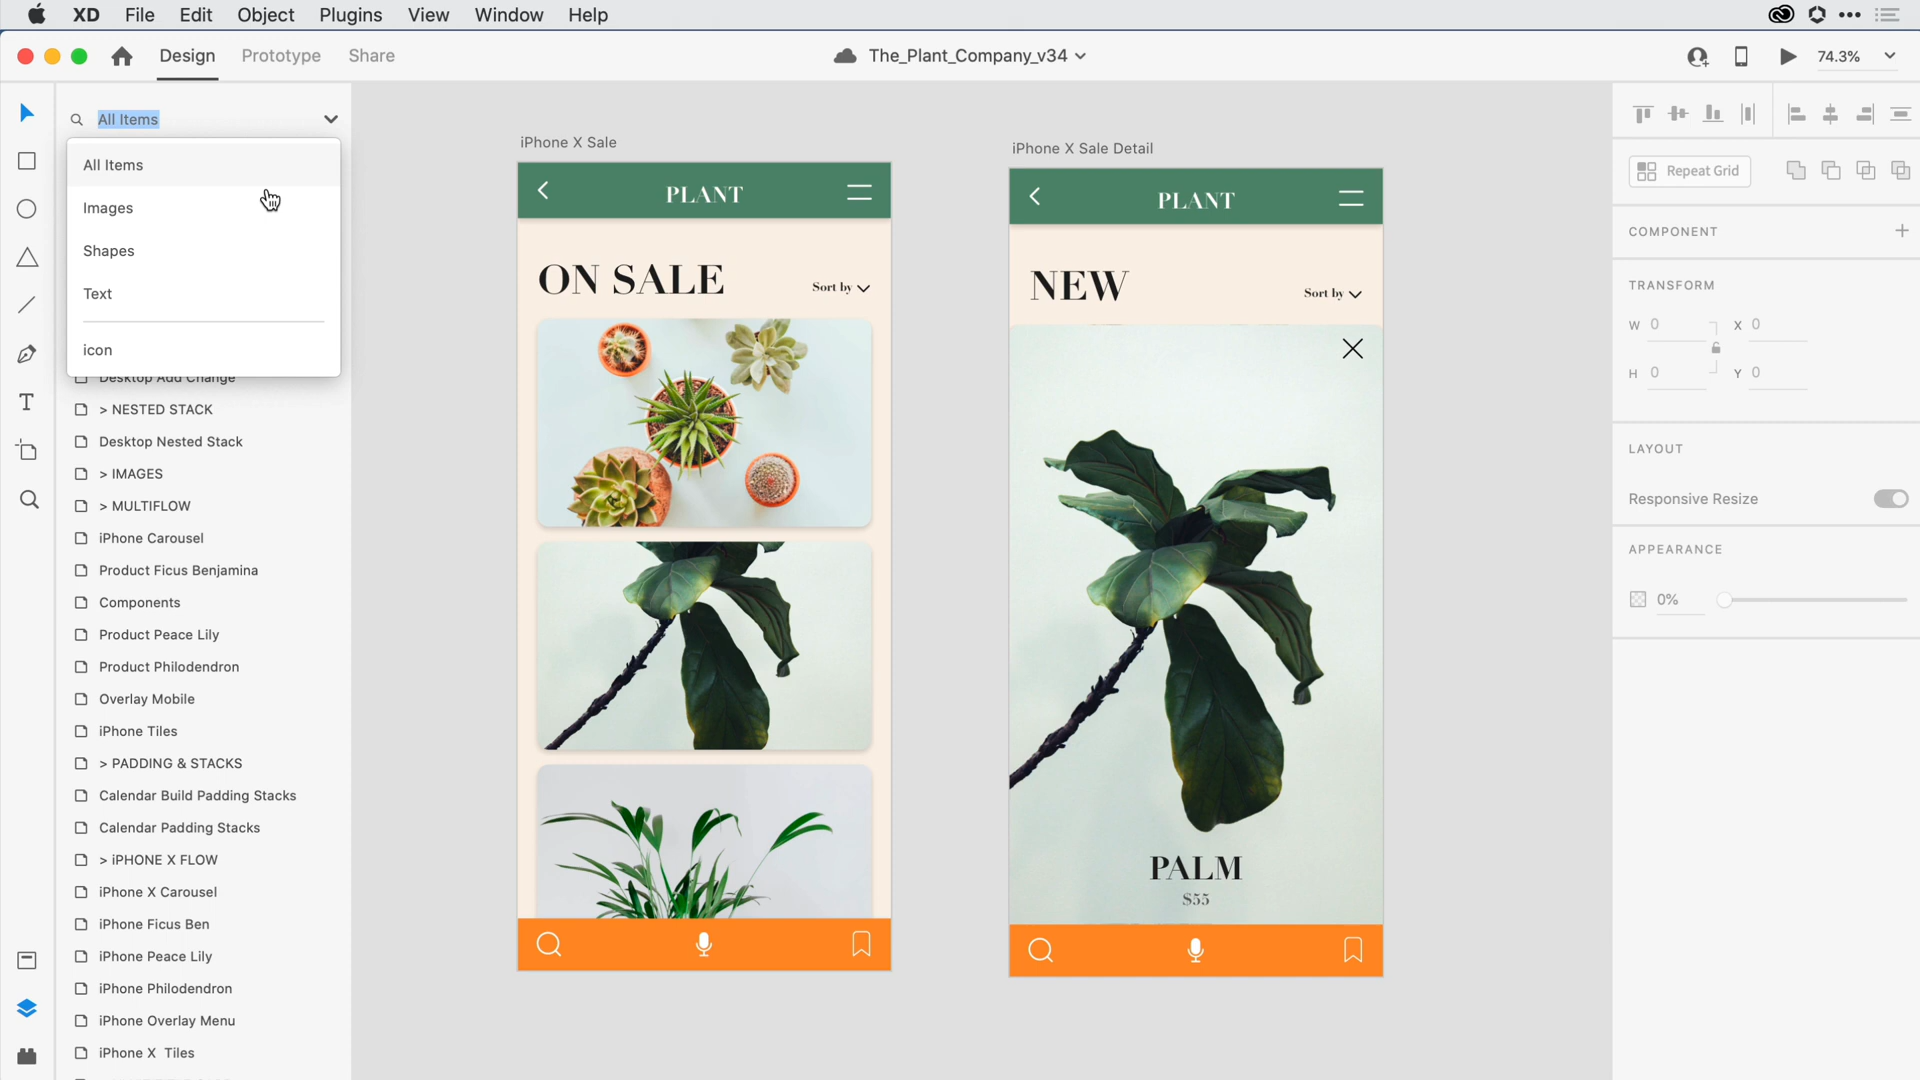 XD File Edit Object Plugins View Window Help
Design Prototype Share
The_Plant_Company_v34
74.3%
All Items
All Items
Images
Shapes
Text
icon
Desktop Add Change
> NESTED STACK
Desktop Nested Stack
> IMAGES
> MULTIFLOW
iPhone Carousel
Product Ficus Benjamina
Components
Product Peace Lily
Product Philodendron
Overlay Mobile
iPhone Tiles
> PADDING & STACKS
Calendar Build Padding Stacks
Calendar Padding Stacks
> iPHONE X FLOW
iPhone X Carousel
iPhone Ficus Ben
iPhone Peace Lily
iPhone Philodendron
iPhone Overlay Menu
iPhone X Tiles
iPhone X Sale
PLANT
ON SALE
Sort by
iPhone X Sale Detail
PLANT
NEW
Sort by
PALM
$55
Repeat Grid
COMPONENT
TRANSFORM
W 0 X 0
H 0 Y 0
LAYOUT
Responsive Resize
APPEARANCE
0%